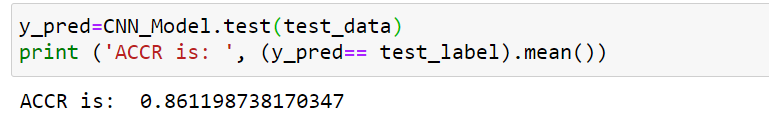 y_pred=CNN_Model.test(test_data)
print ('ACCR is: ', (y_pred== test_label).mean())
ACCR is:  0.861198738170347